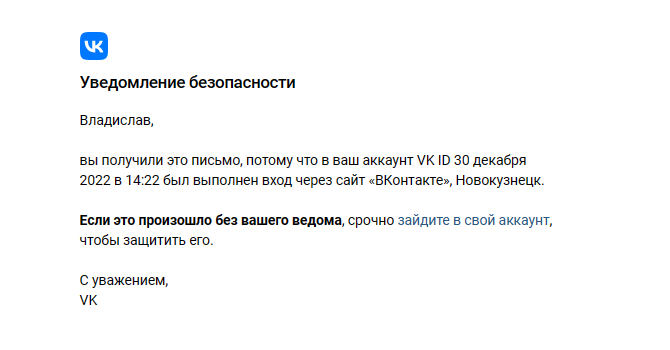 VK
Уведомление безопасности
Владислав,
вы получили это письмо, потому что в ваш аккаунт VK ID 30 декабря
2022 в 14:22 был выполнен вход через сайт «ВКонтакте», Новокузнецк.
Если это произошло без вашего ведома, срочно зайдите в свой аккаунт,
чтобы защитить его.
С уважением,
VK